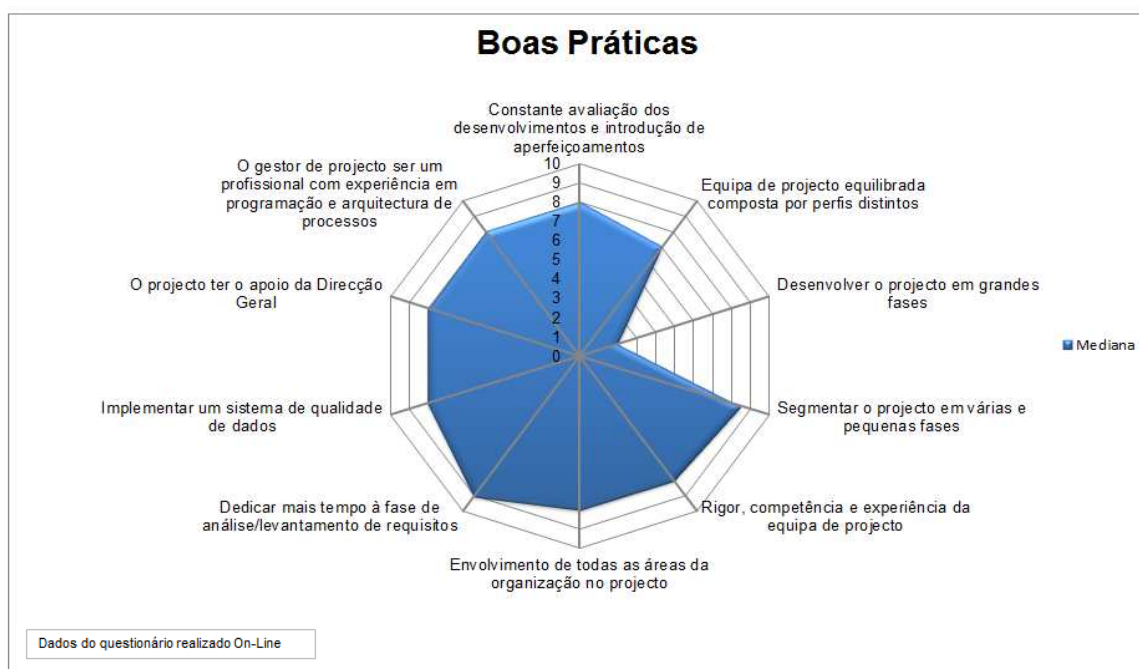 Boas Práticas
Constante avaliação dos
desenvolvimentos e introdução de
aperfeiçoamentos
Equipa de projecto equilibrada
composta por perfis distintos
Desenvolver o projecto em grandes
fases
Segmentar o projecto em várias e
pequenas fases
Rigor, competência e experiência da
equipa de projecto
Envolvimento de todas as áreas da
organização no projecto
Dedicar mais tempo à fase de
análise/levantamento de requisitos
Implementar um sistema de qualidade
de dados
O projecto ter o apoio da Direcção
Geral
O gestor de projecto ser um
profissional com experiência em
programação e arquitectura de
processos
10
9
8
7
6
5
4
3
2
1
0
Mediana
Dados do questionário realizado On-Line